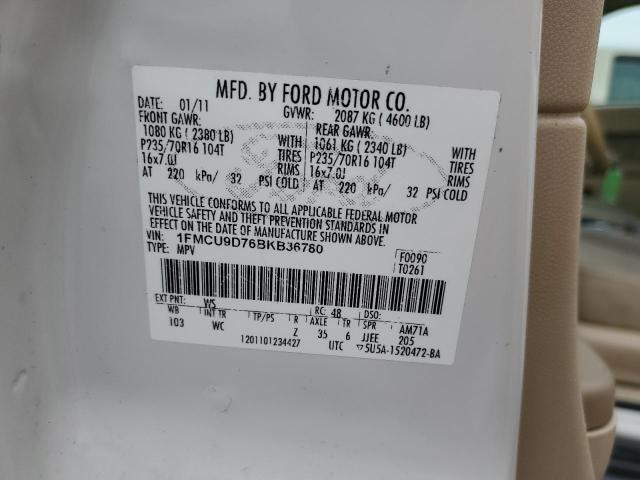 MFD. BY FORD MOTOR CO.
DATE: 01/11 GVWR: 2087 KG ( 4600 LB)
FRONT GAWR: REAR GAWR:
1080 KG ( 2380 LB) WITH 1061 KG ( 2340 LB) WITH
P235/70R16 104T TIRES P235/70R16 104T TIRES
16x7.0J RIMS 16x7.0J RIMS
AT 220 kPa/ 32 PSI COLD AT 220 kPa/ 32 PSI COLD
THIS VEHICLE CONFORMS TO ALL APPLICABLE FEDERAL MOTOR
VEHICLE SAFETY AND BUMPER STANDARDS IN
EFFECT ON THE DATE OF MANUFACTURE SHOWN ABOVE.
VIN: 1FMCU9D76BKB36780 F0090
TYPE: MPV T0261
EXT PNT: WS RC: 48 DSO:
WB INT TR TP/PS R AXLE TR SPR AM71A
103 WC Z 35 6 JJEE 205
1201101234427 UTC 5U5A-1520472-BA